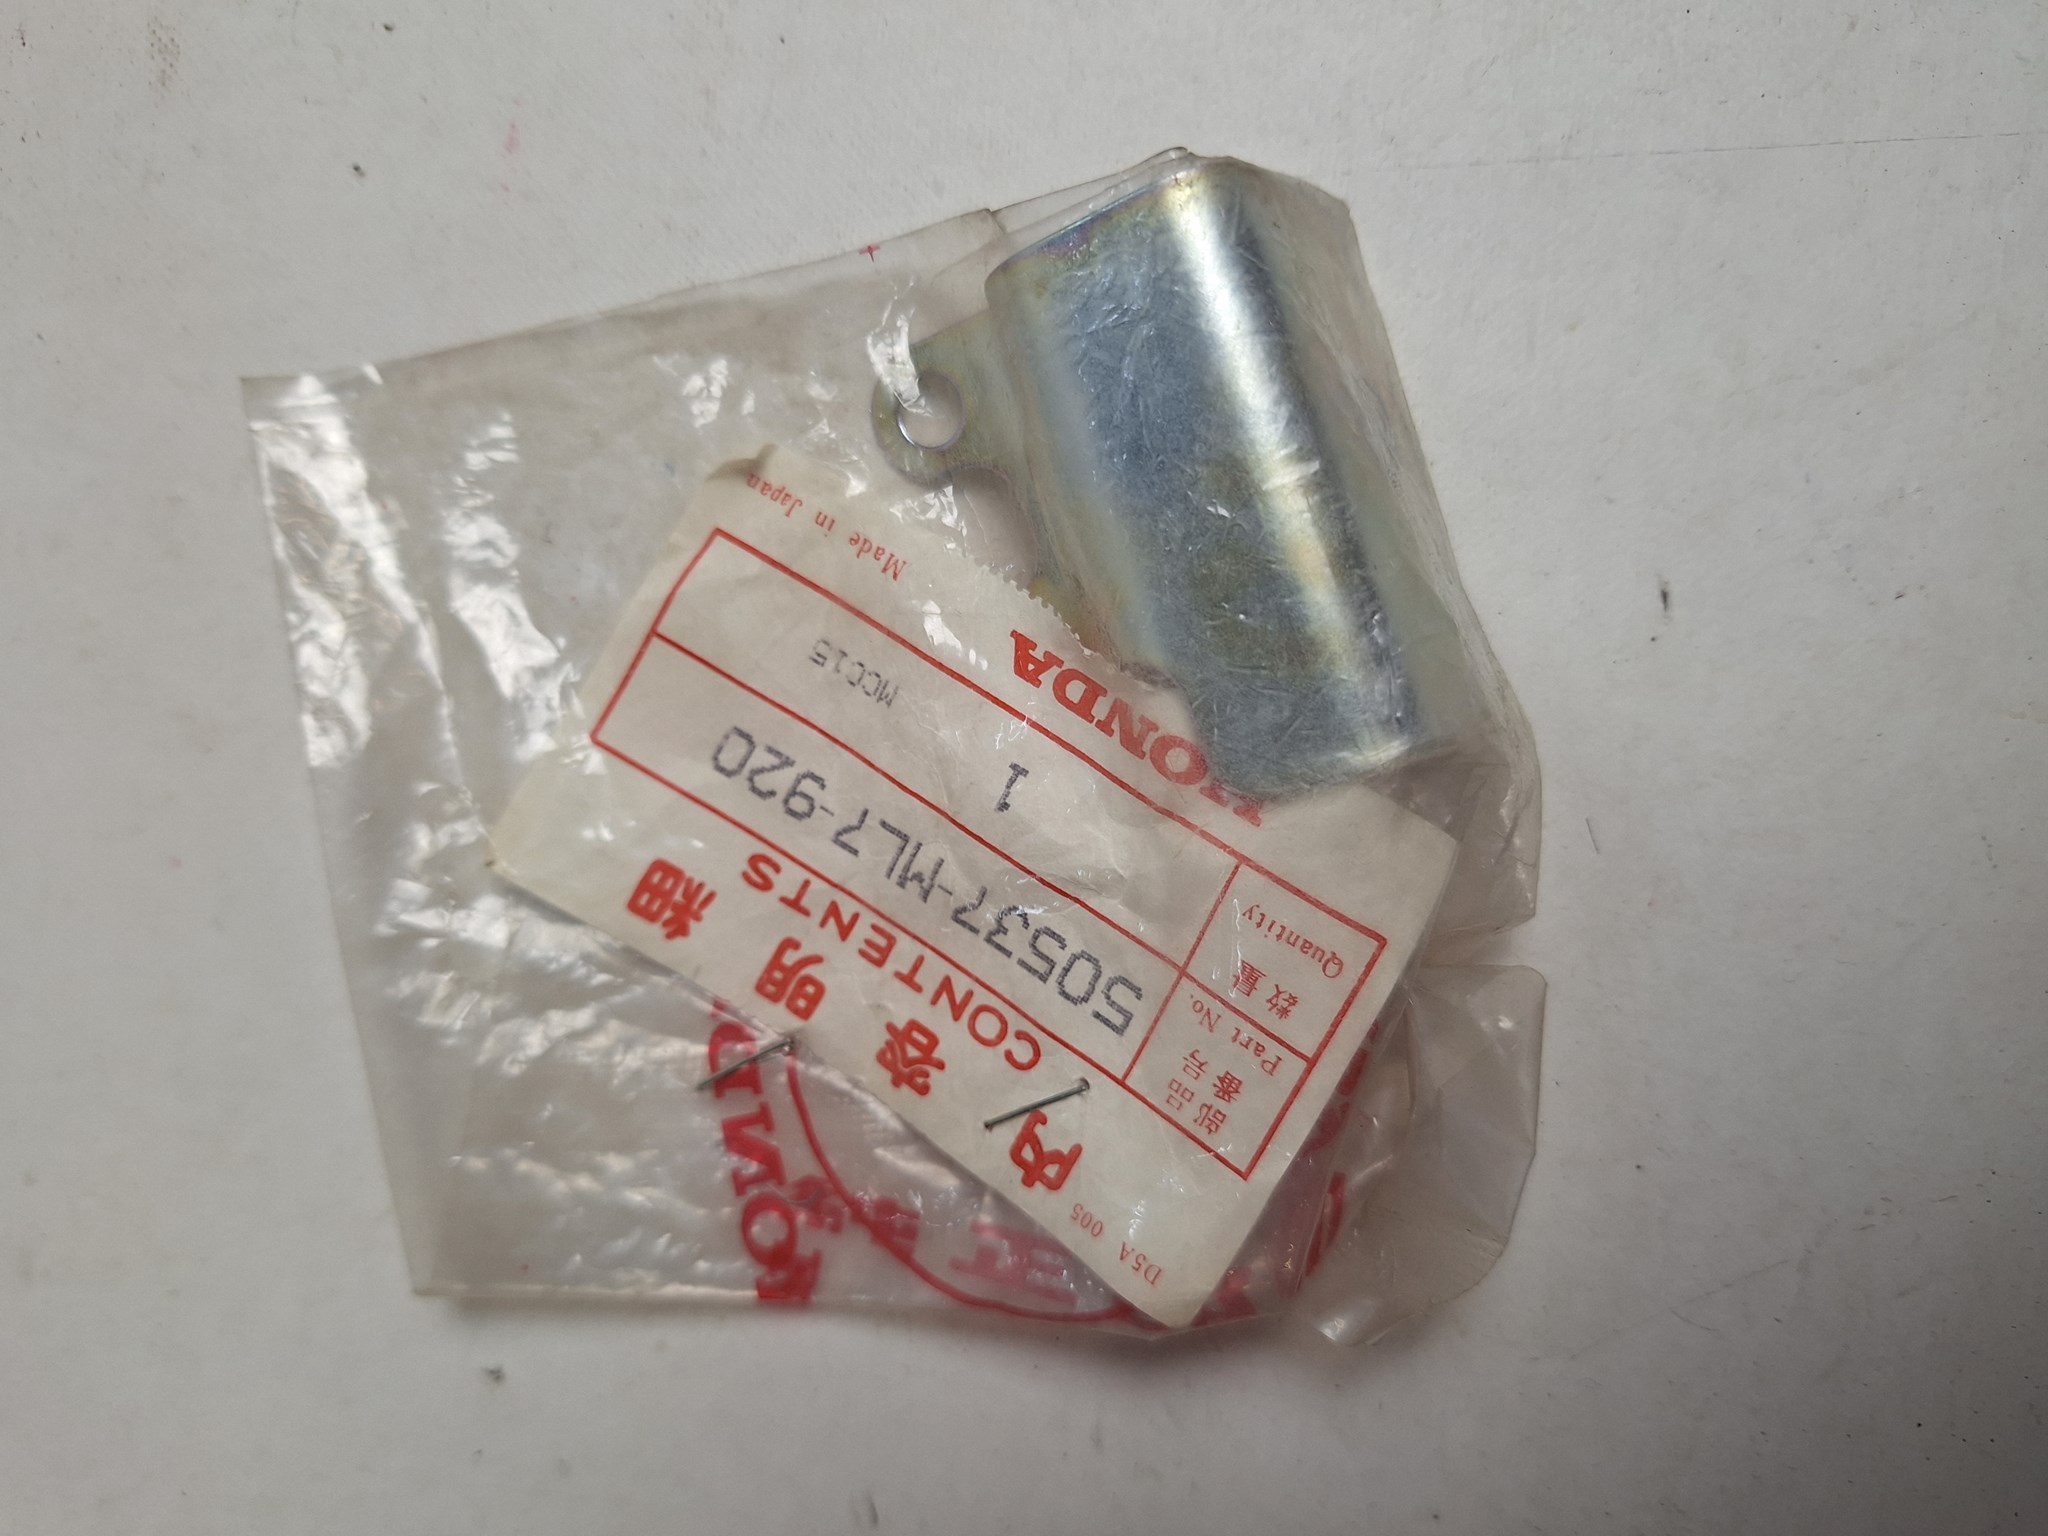 D5A 005
内容明細
CONTENTS
部品番号
Part No.
50537-ML7-920
数量
Quantity
1
MCC15
HONDA
Made in Japan